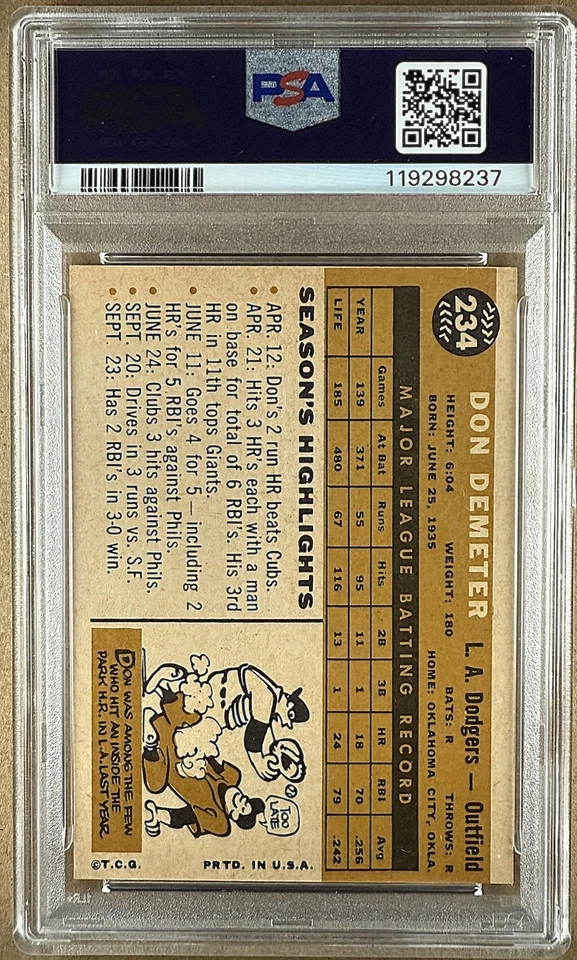 PSA
119298237
234
DON DEMETER L. A. Dodgers — Outfield
HEIGHT: 6:04 WEIGHT: 180 BATS: R THROWS: R
BORN: JUNE 25, 1935 HOME: OKLAHOMA CITY, OKLA.
MAJOR LEAGUE BATTING RECORD
Games At Bat Runs Hits 2B 3B HR RBI Avg
YEAR 139 371 55 95 11 1 18 70 .256
LIFE 185 480 67 116 13 1 24 79 .242
SEASON'S HIGHLIGHTS
• APR. 12: Don's 2 run HR beats Cubs.
• APR. 21: Hits 3 HR's each with a man
on base for total of 6 RBI's. His 3rd
HR in 11th tops Giants.
• JUNE 11: Goes 4 for 5 — including 2
HR's for 5 RBI's against Phils.
• JUNE 24: Clubs 3 hits against Phils.
• SEPT. 20: Drives in 3 runs vs. S.F.
• SEPT. 23: Has 2 RBI's in 3-0 win.
TOO
LATE
DON WAS AMONG THE FEW
WHO HIT AN INSIDE THE
PARK H.R. IN L.A. LAST YEAR
©T.C.G. PRTD. IN U.S.A.